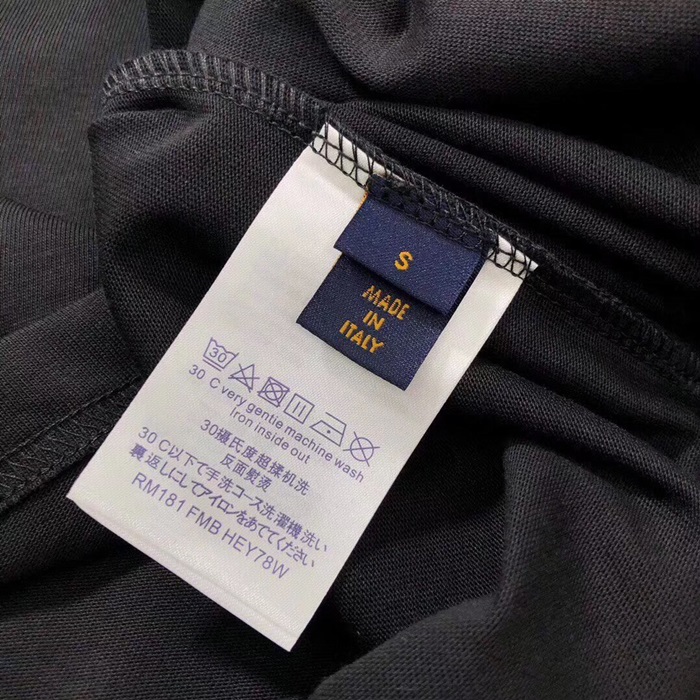 S
MADE
IN
ITALY
30
30 C very gentle machine wash
Iron inside out
30摄氏度超揉机洗
反面熨烫
30 C以下で手洗コース洗濯機洗い
裏返しにしてアイロンをあててください
RM181 FMB HEY78W